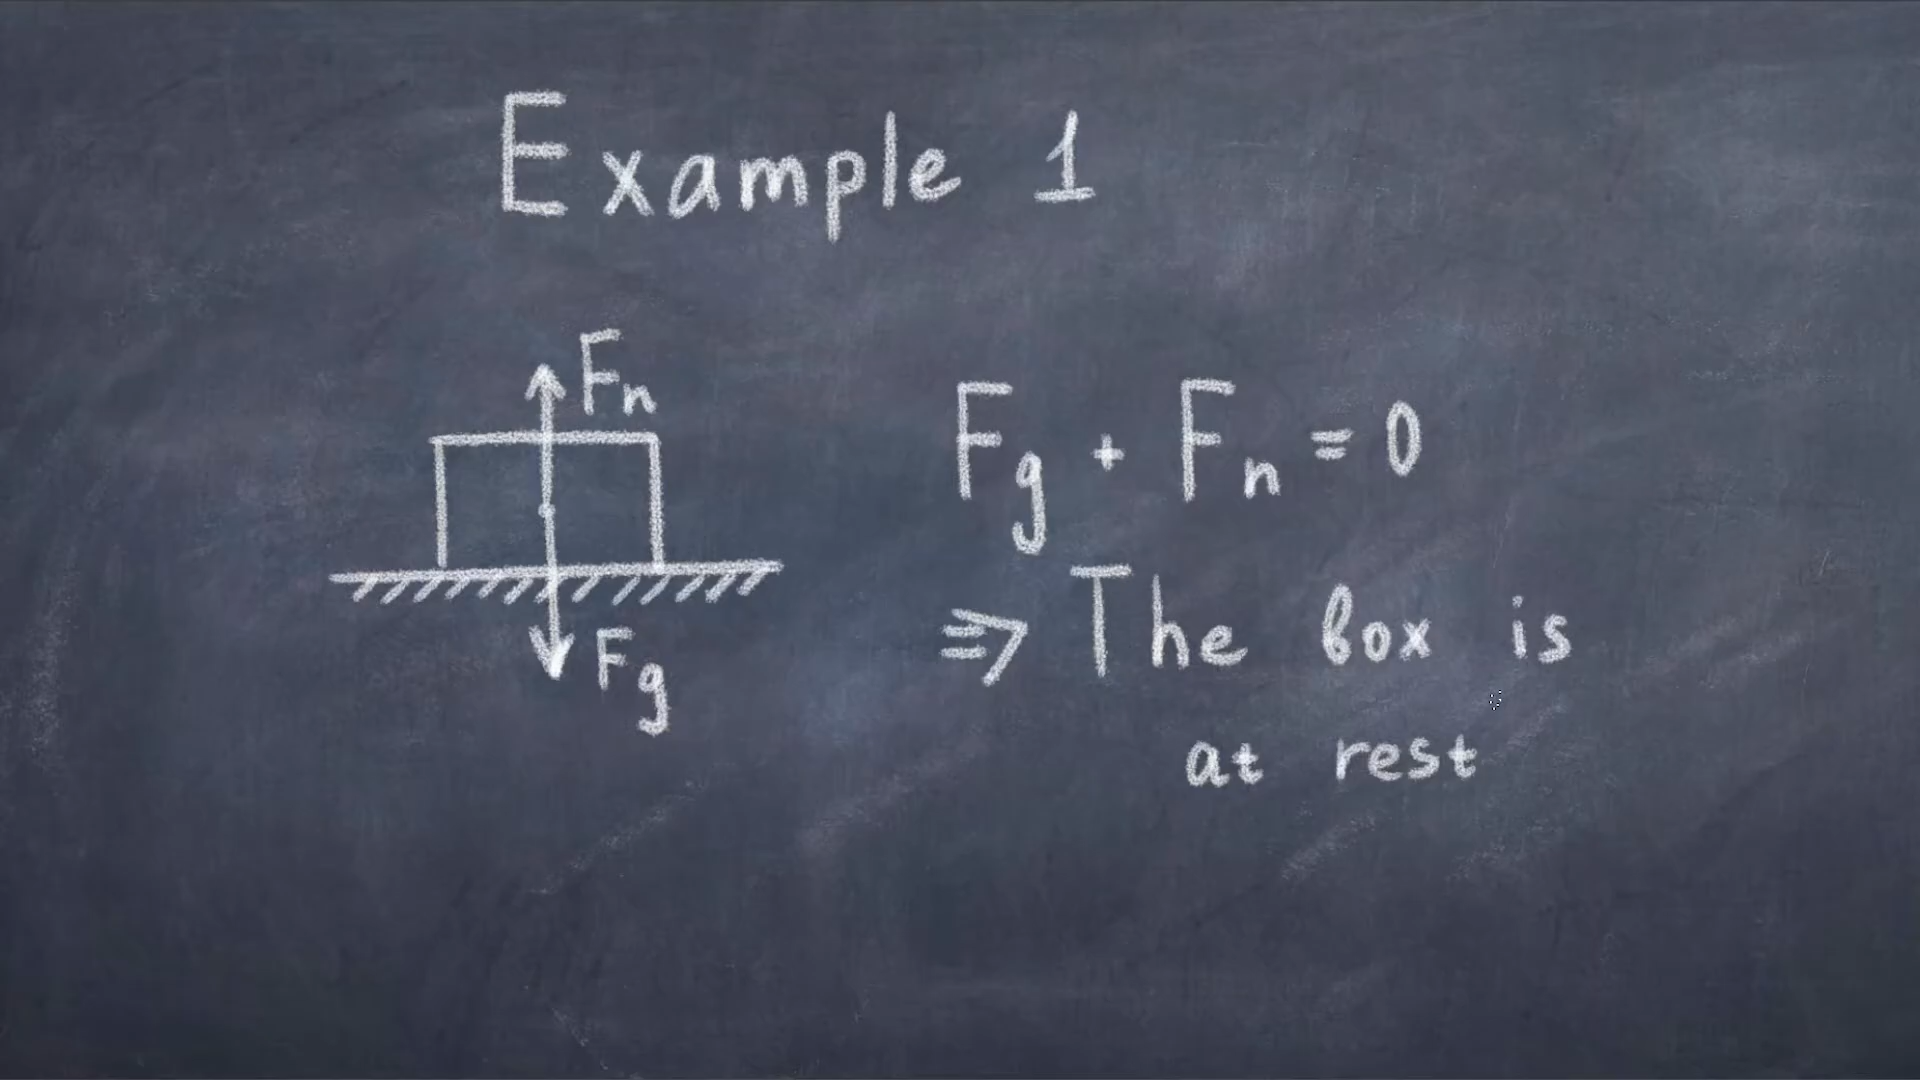 Example 1
Fn
Fg
Fg + Fn = 0
⇒ The box is
at rest